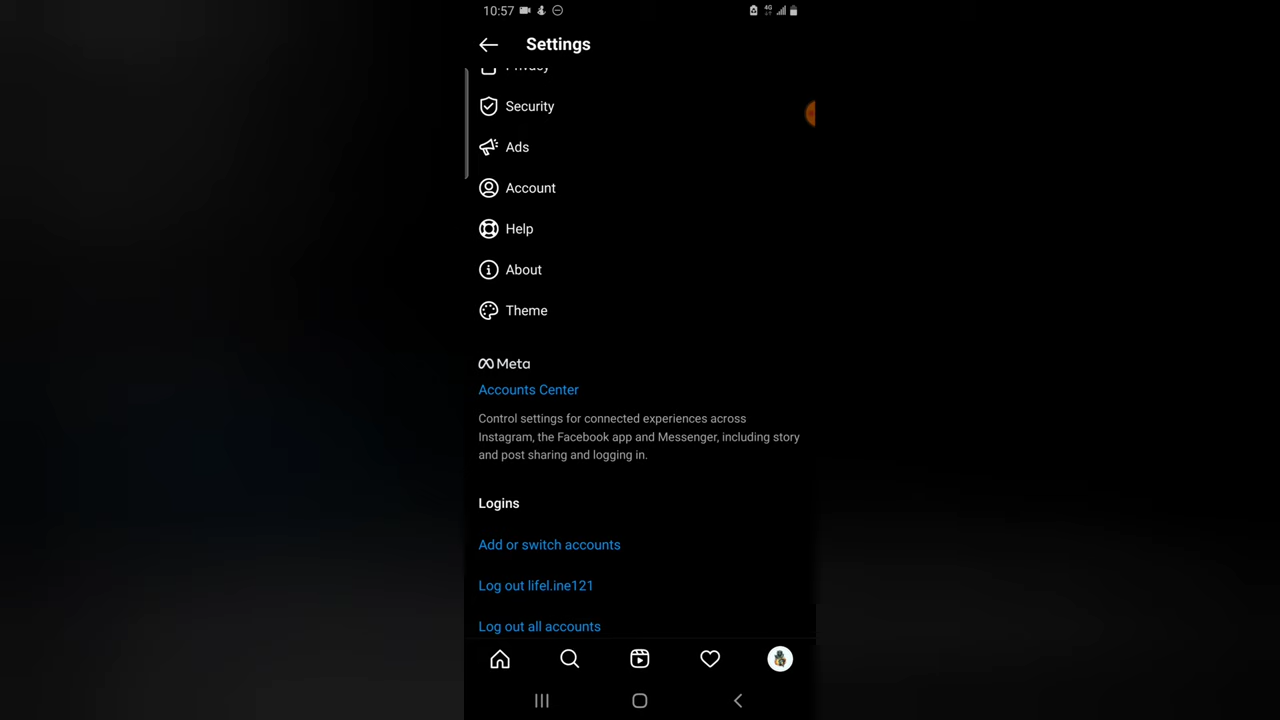 10:57
4G
Settings
Privacy
Security
Ads
Account
Help
About
Theme
Meta
Accounts Center
Control settings for connected experiences across
Instagram, the Facebook app and Messenger, including story
and post sharing and logging in.
Logins
Add or switch accounts
Log out lifel.ine121
Log out all accounts